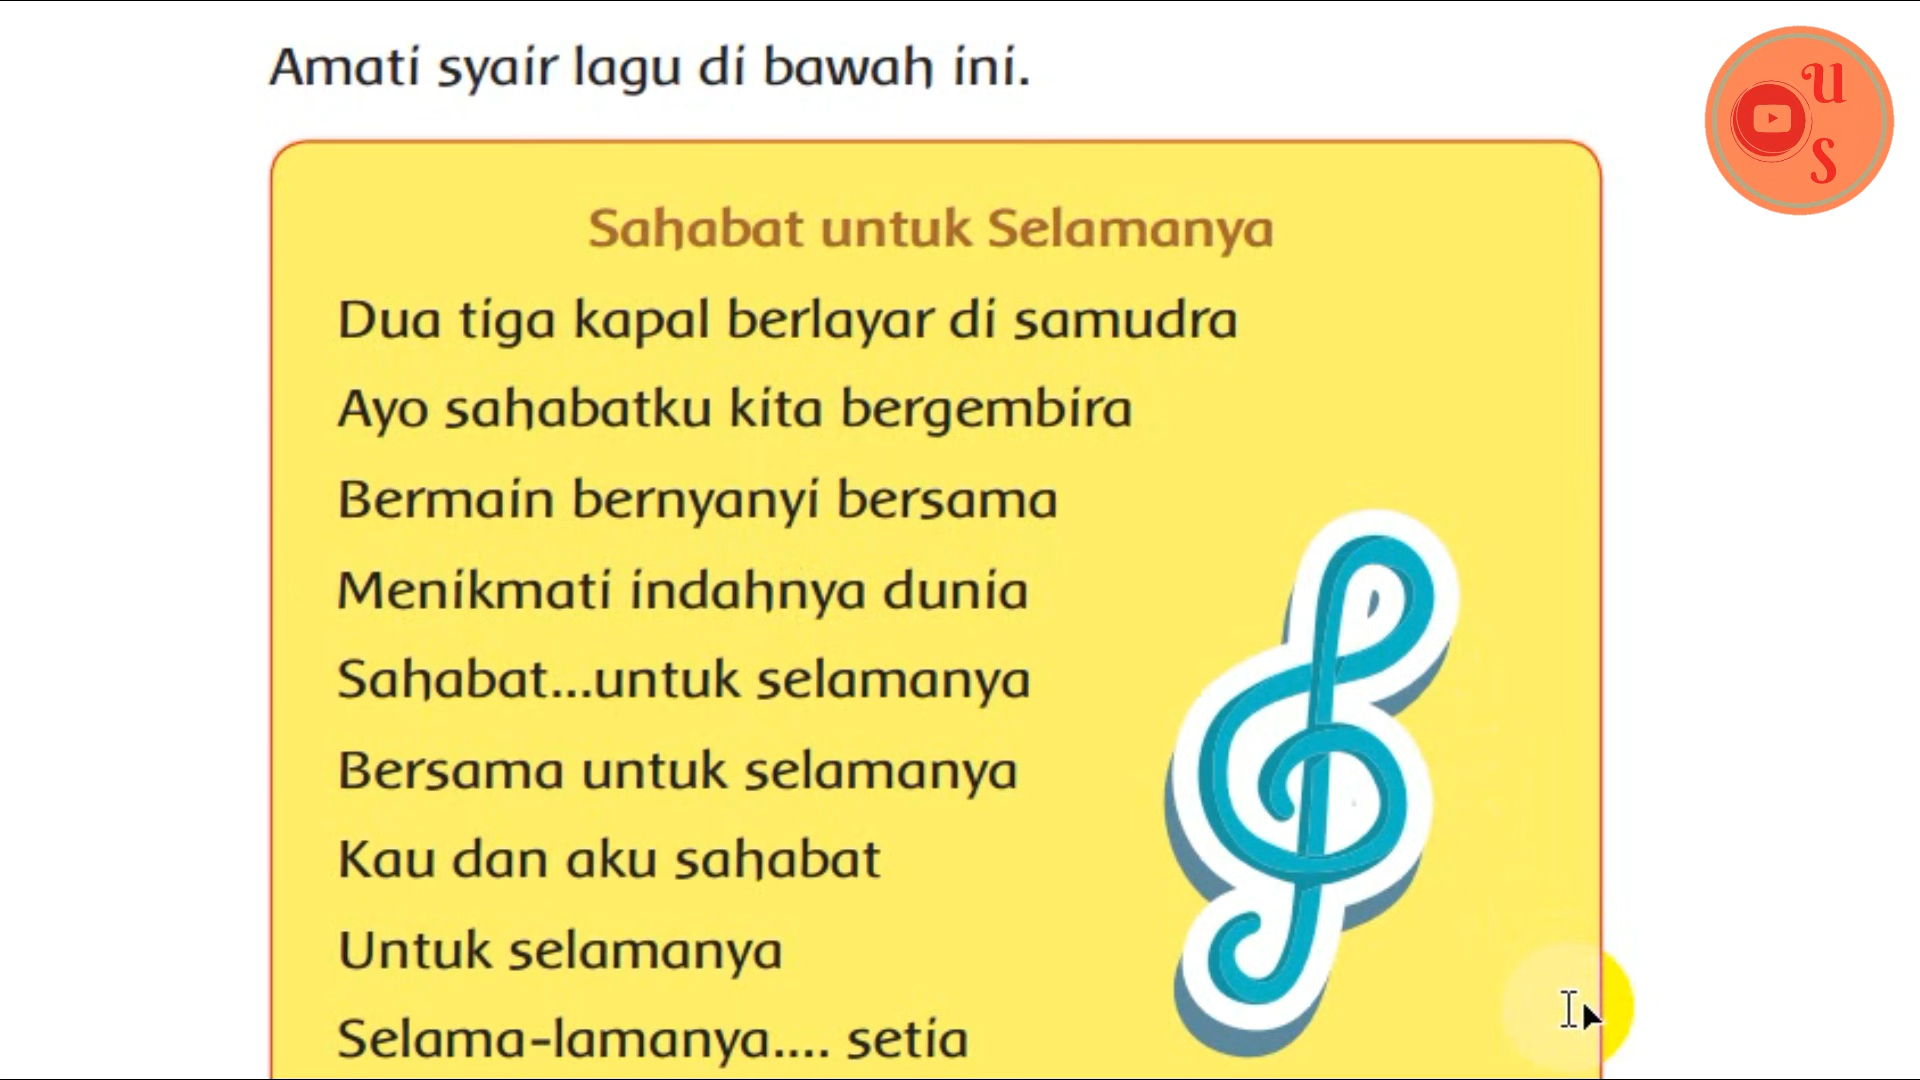 Amati syair lagu di bawah ini.
U
S
Sahabat untuk Selamanya
Dua tiga kapal berlayar di samudra
Ayo sahabatku kita bergembira
Bermain bernyanyi bersama
Menikmati indahnya dunia
Sahabat...untuk selamanya
Bersama untuk selamanya
Kau dan aku sahabat
Untuk selamanya
Selama-lamanya.... setia